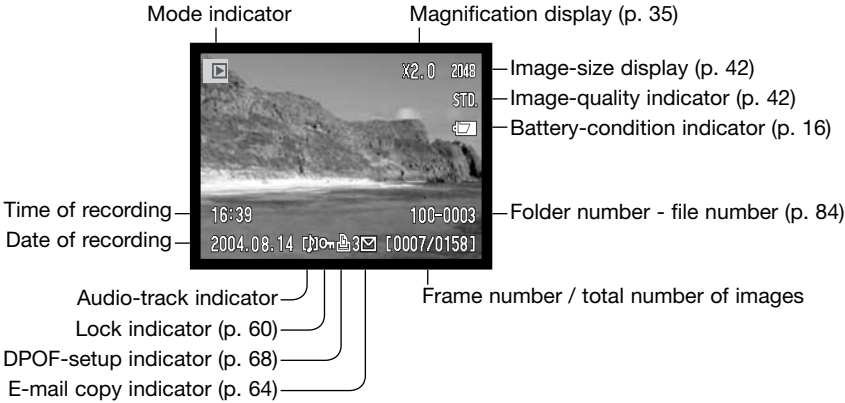 Mode indicator
Magnification display (p. 35)
X2.0 2048
Image-size display (p. 42)
STD.
Image-quality indicator (p. 42)
Battery-condition indicator (p. 16)
Time of recording
16:39
100-0003
Folder number - file number (p. 84)
Date of recording
2004.08.14 [♪] 3 [0007/0158]
Audio-track indicator
Frame number / total number of images
Lock indicator (p. 60)
DPOF-setup indicator (p. 68)
E-mail copy indicator (p. 64)